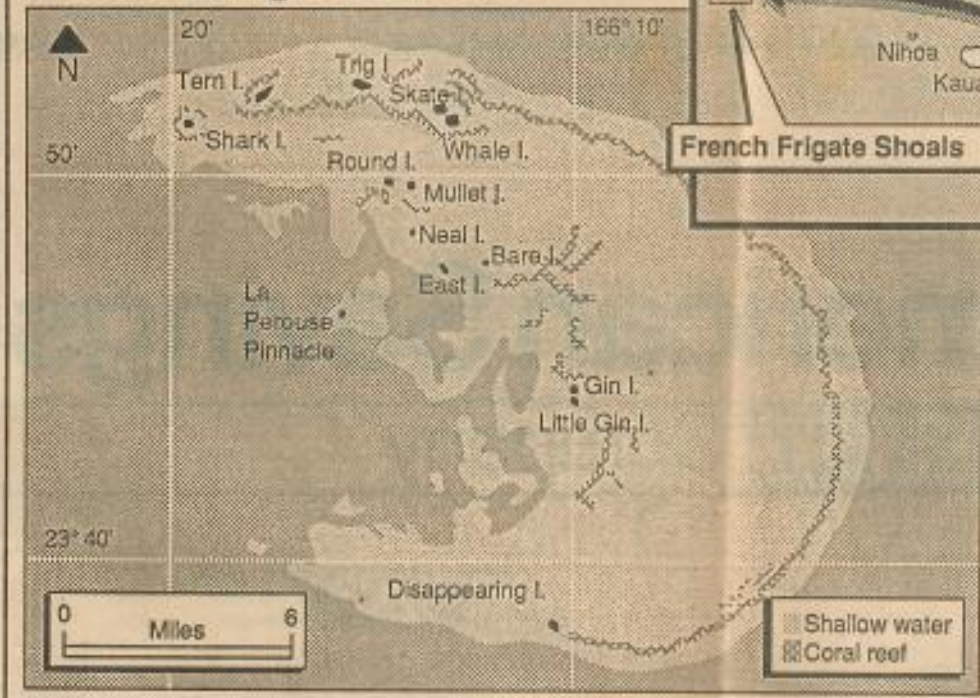 20'
166° 10'
N
Nihoa
Tern I.
Trig I.
Skate I.
Shark I.
Whale I.
French Frigate Shoals
50'
Round I.
Mullet I.
Neal I.
Bare I.
East I.
La
Perouse
Pinnacle
Gin I.
Little Gin I.
23° 40'
Disappearing I.
0
6
Miles
Shallow water
Coral reef